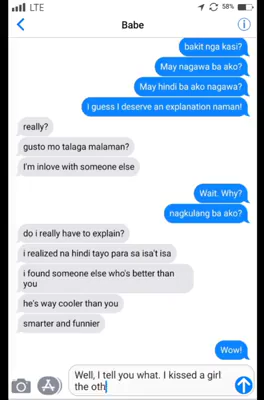 LTE
58%
Babe
bakit nga kasi?
May nagawa ba ako?
May hindi ba ako nagawa?
I guess I deserve an explanation naman!
really?
gusto mo talaga malaman?
I'm inlove with someone else
Wait. Why?
nagkulang ba ako?
do i really have to explain?
i realized na hindi tayo para sa isa't isa
i found someone else who's better than
you
he's way cooler than you
smarter and funnier
Wow!
Well, I tell you what. I kissed a girl
the oth